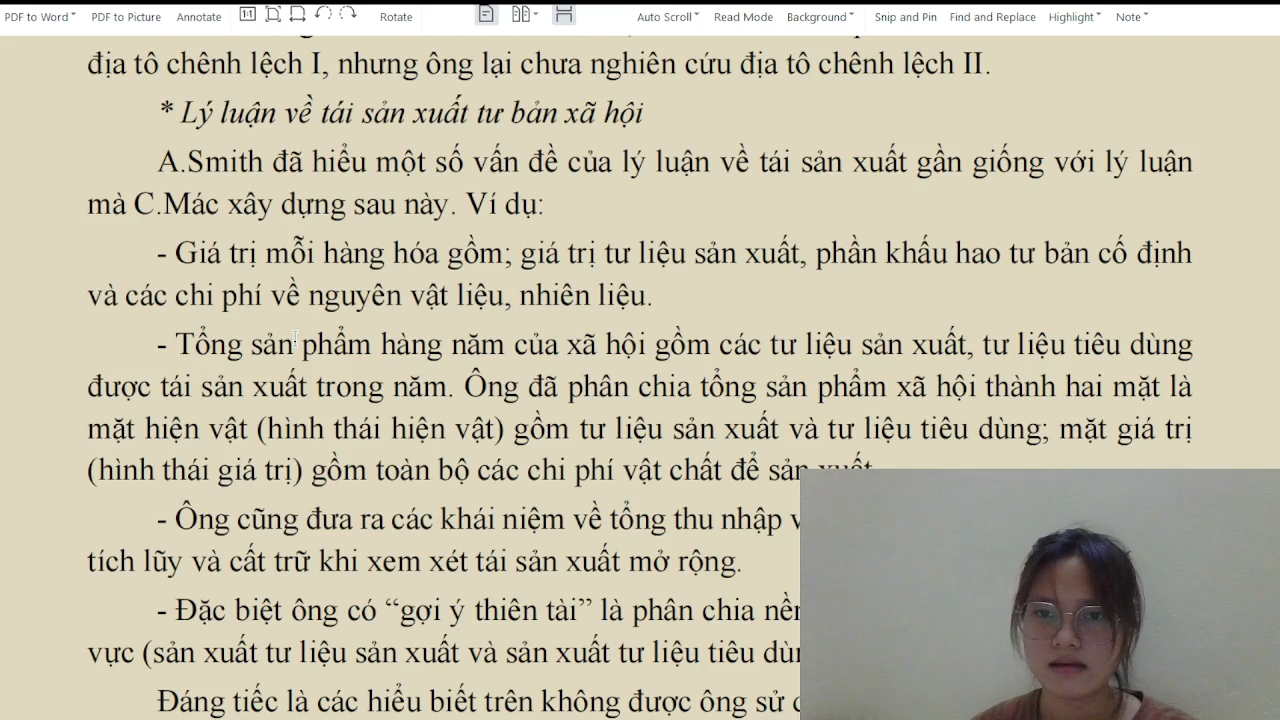 PDF to Word PDF to Picture Annotate 1:1 Rotate Auto Scroll Read Mode Background Snip and Pin Find and Replace Highlight Note
địa tô chênh lệch I, nhưng ông lại chưa nghiên cứu địa tô chênh lệch II.
* Lý luận về tái sản xuất tư bản xã hội
A.Smith đã hiểu một số vấn đề của lý luận về tái sản xuất gần giống với lý luận
mà C.Mác xây dựng sau này. Ví dụ:
- Giá trị mỗi hàng hóa gồm; giá trị tư liệu sản xuất, phần khấu hao tư bản cố định
và các chi phí về nguyên vật liệu, nhiên liệu.
- Tổng sản phẩm hàng năm của xã hội gồm các tư liệu sản xuất, tư liệu tiêu dùng
được tái sản xuất trong năm. Ông đã phân chia tổng sản phẩm xã hội thành hai mặt là
mặt hiện vật (hình thái hiện vật) gồm tư liệu sản xuất và tư liệu tiêu dùng; mặt giá trị
(hình thái giá trị) gồm toàn bộ các chi phí vật chất để sản xuất
- Ông cũng đưa ra các khái niệm về tổng thu nhập
tích lũy và cất trữ khi xem xét tái sản xuất mở rộng.
- Đặc biệt ông có “gợi ý thiên tài” là phân chia nền
vực (sản xuất tư liệu sản xuất và sản xuất tư liệu tiêu
Đáng tiếc là các hiểu biết trên không được ông sử